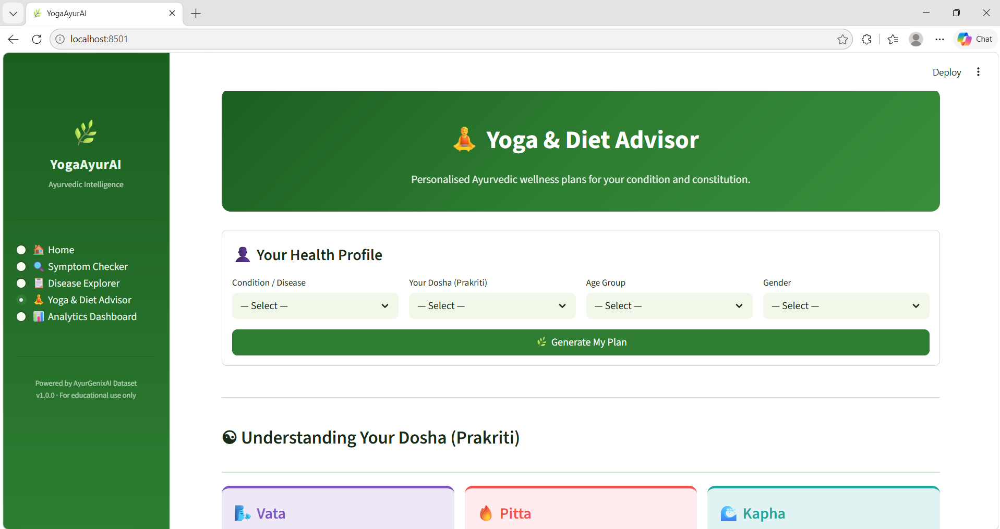 YogaAyurAI
localhost:8501
Chat
Deploy
YogaAyurAI
Ayurvedic Intelligence
Home
Symptom Checker
Disease Explorer
Yoga & Diet Advisor
Analytics Dashboard
Powered by AyurGenixAI Dataset
v1.0.0 · For educational use only
Yoga & Diet Advisor
Personalised Ayurvedic wellness plans for your condition and constitution.
Your Health Profile
Condition / Disease
Your Dosha (Prakriti)
Age Group
Gender
— Select —
— Select —
— Select —
— Select —
Generate My Plan
Understanding Your Dosha (Prakriti)
Vata
Pitta
Kapha